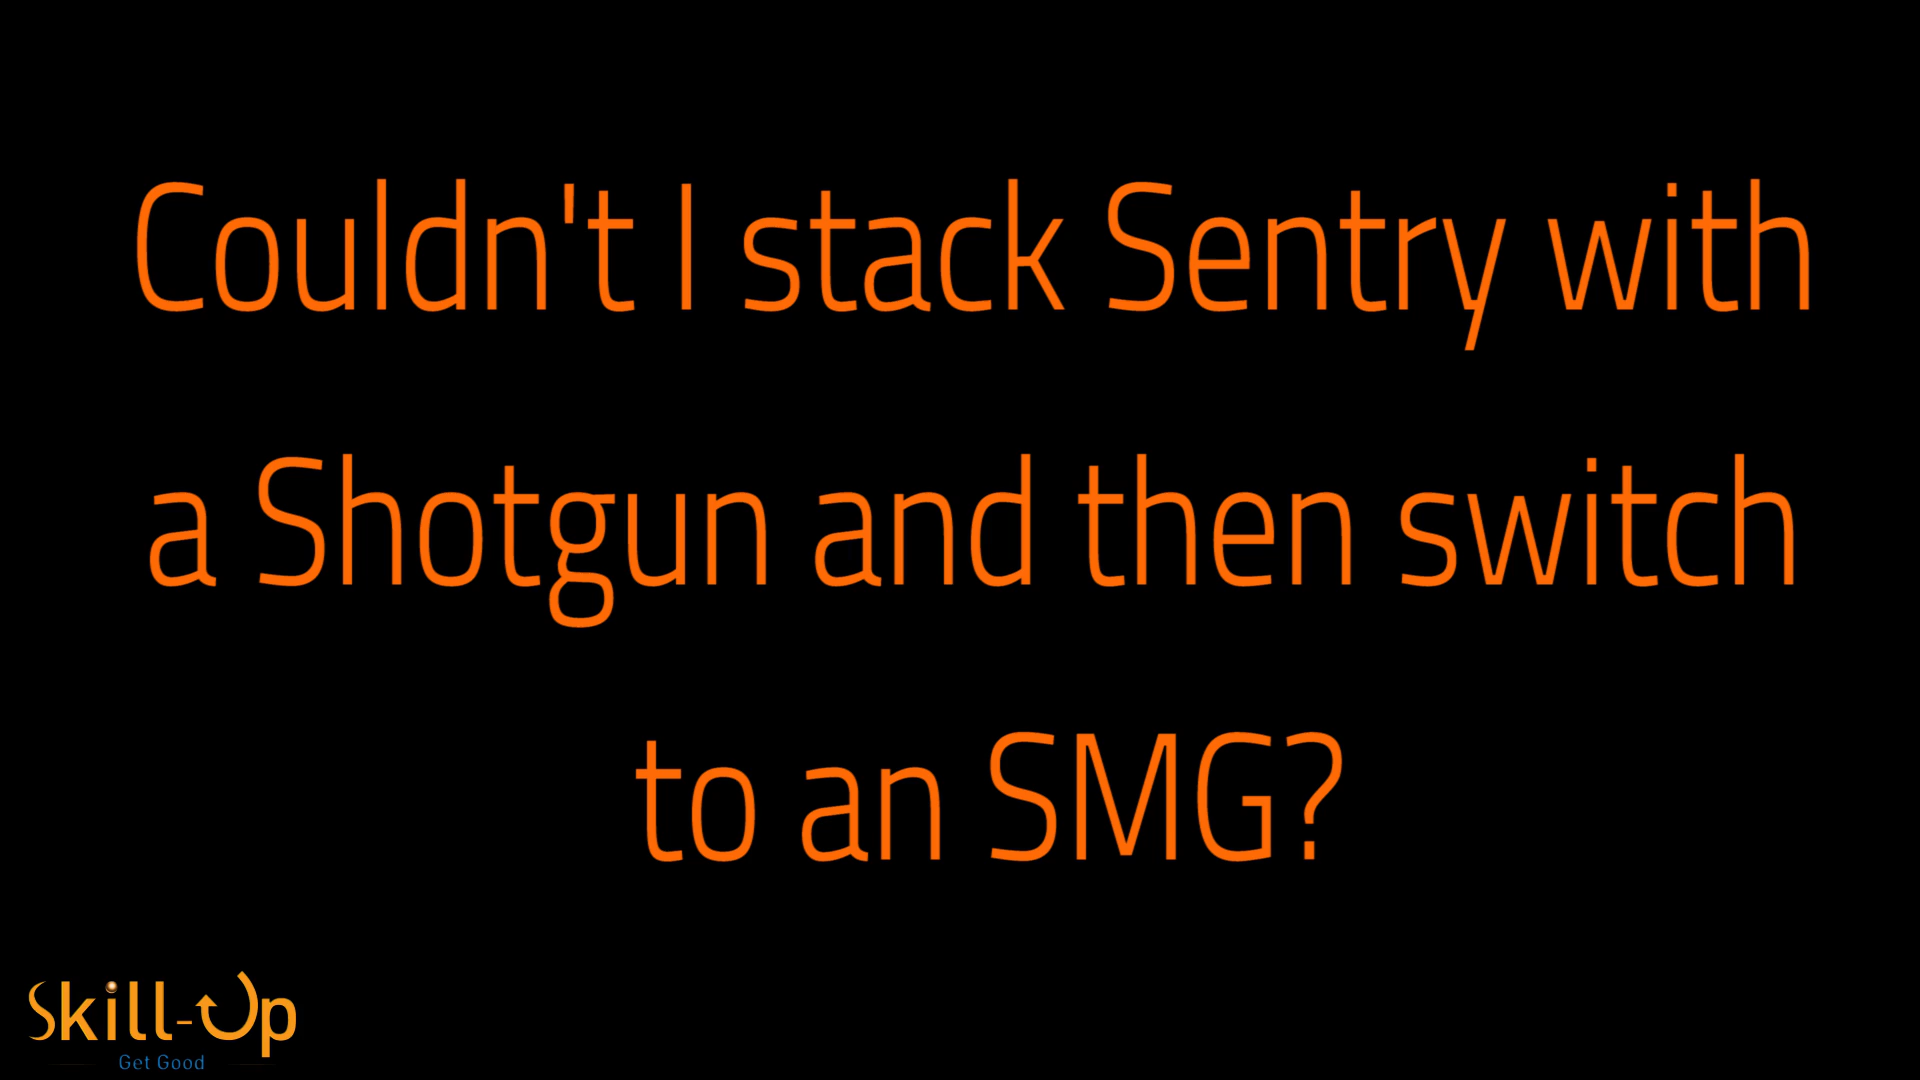 Couldn't I stack Sentry with
a Shotgun and then switch
to an SMG?
Skill-Up
Get Good